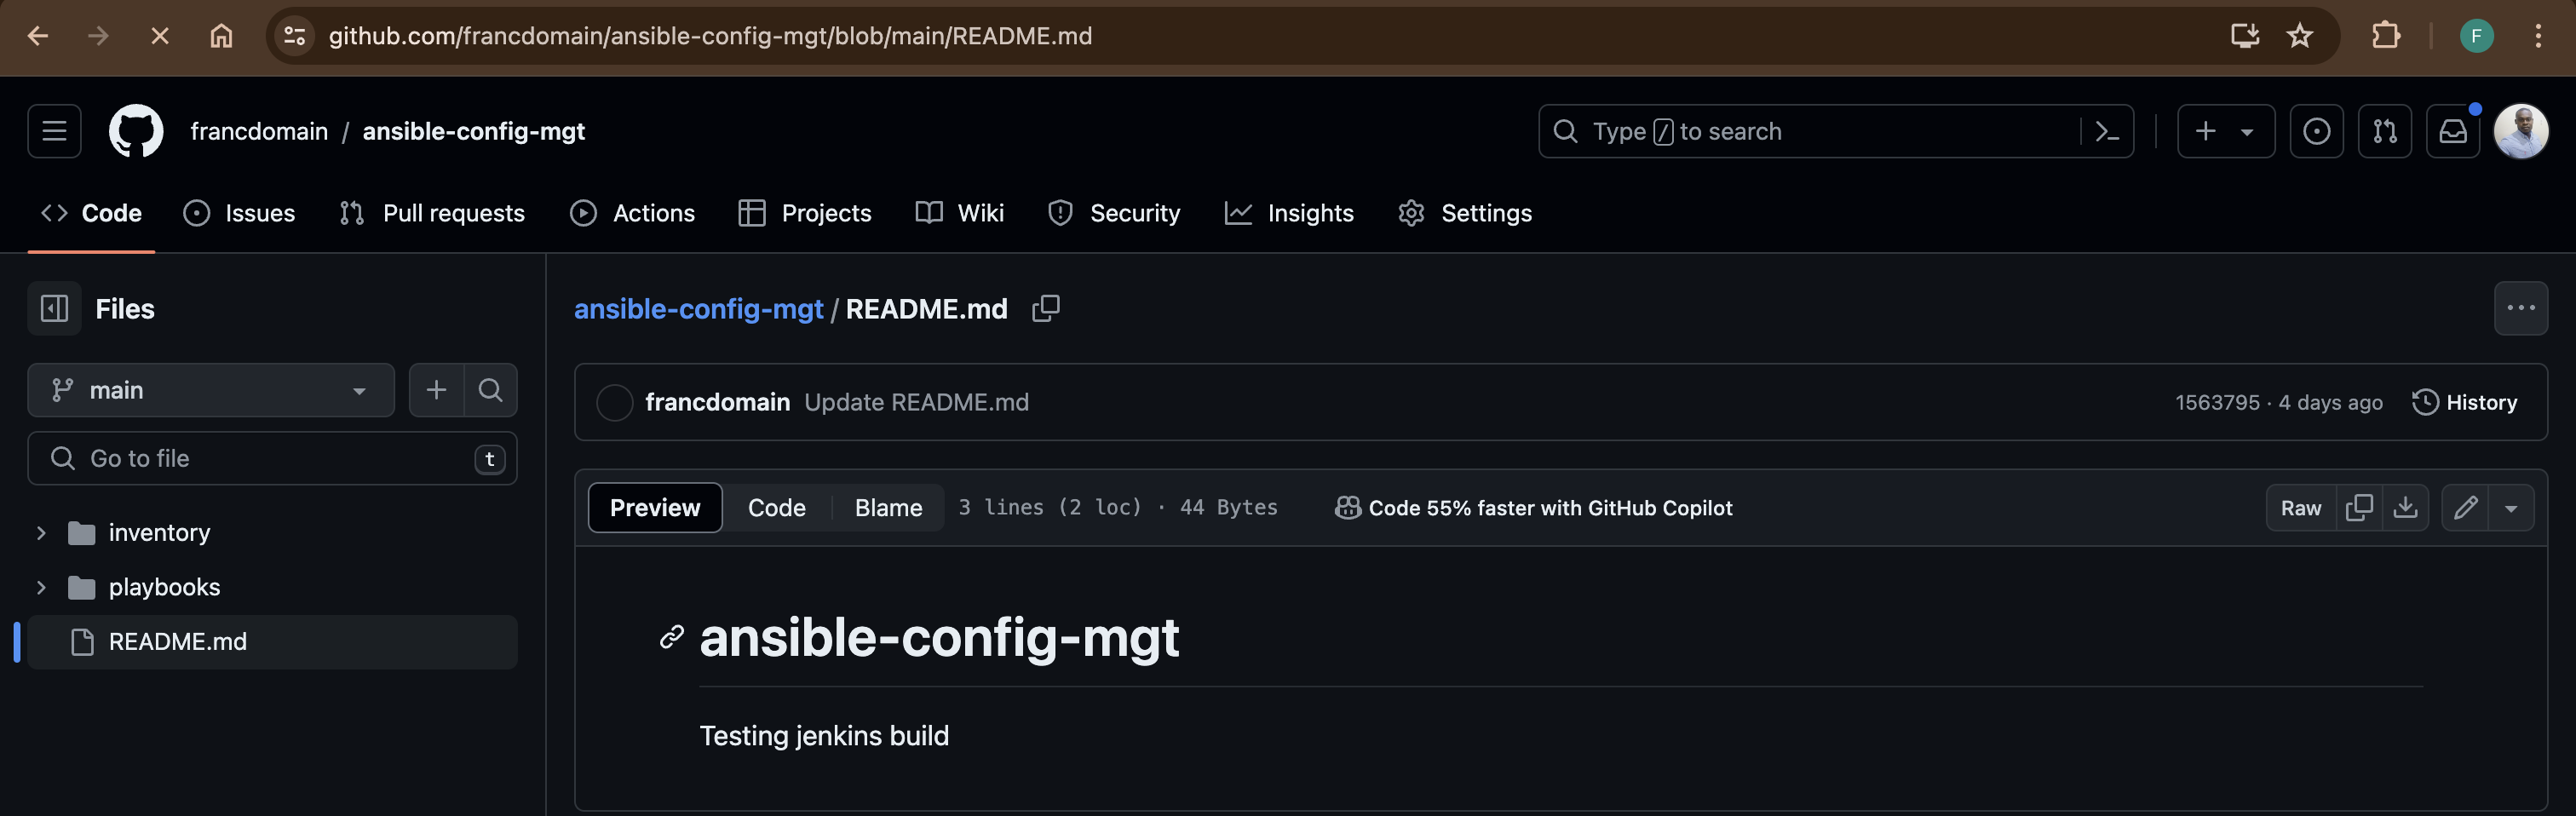 github.com/francdomain/ansible-config-mgt/blob/main/README.md
F
francdomain / ansible-config-mgt
Type / to search
Code Issues Pull requests Actions Projects Wiki Security Insights Settings
Files
ansible-config-mgt / README.md
main
francdomain Update README.md 1563795 · 4 days ago History
Go to file t
Preview Code Blame 3 lines (2 loc) · 44 Bytes Code 55% faster with GitHub Copilot Raw
inventory
playbooks
README.md
ansible-config-mgt
Testing jenkins build